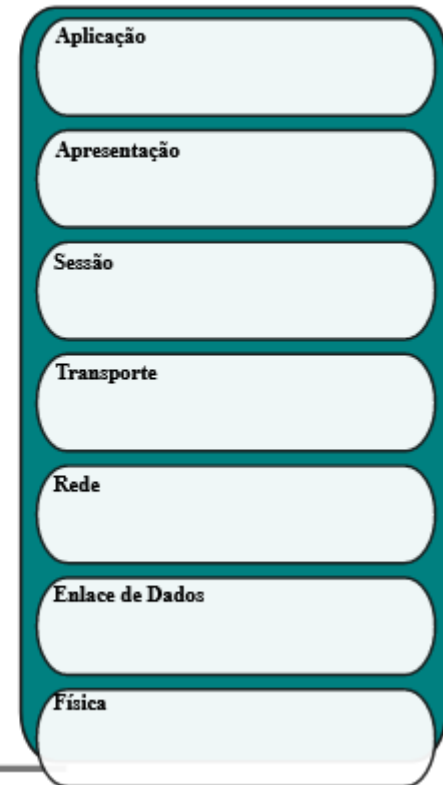 Aplicação
Apresentação
Sessão
Transporte
Rede
Enlace de Dados
Física